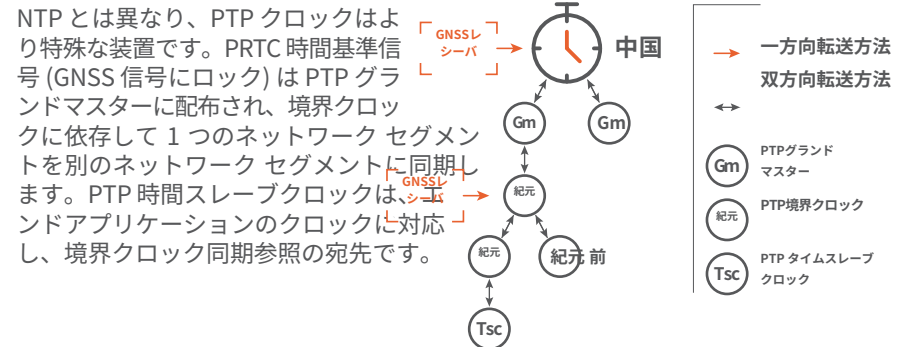 NTP とは異なり、PTP クロックはよ
り特殊な装置です。PRTC 時間基準信
号 (GNSS 信号にロック) は PTP グラ
ンドマスターに配布され、境界クロッ
クに依存して 1 つのネットワーク セグメン
トを別のネットワーク セグメントに同期し
ます。PTP 時間スレーブクロックは、エ
ンドアプリケーションのクロックに対応
し、境界クロック同期参照の宛先です。
GNSSレ
シーバ
中国
Gm
Gm
GNSSレ
シーバ
紀元
紀元
紀元 前
Tsc
一方向転送方法
双方向転送方法
Gm
PTPグランド
マスター
紀元
PTP境界クロック
Tsc
PTP タイムスレーブ
クロック